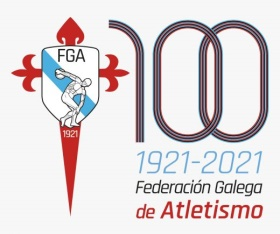 FGA
1921
100
1921-2021
Federación Galega
de Atletismo